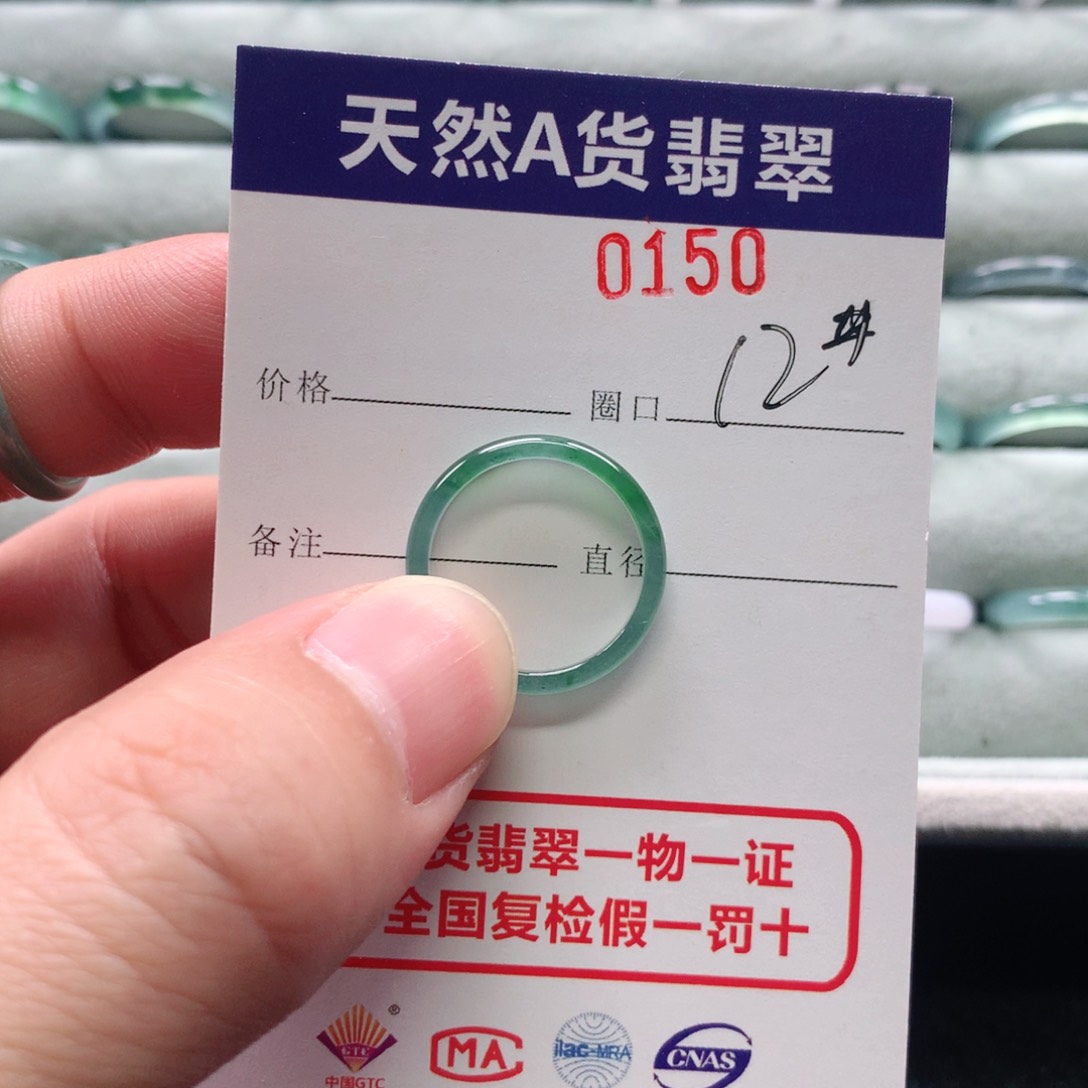 天然A货翡翠
0150
价格 圈口 12#
备注 直径
货翡翠一物一证
全国复检假一罚十
GTC ® MA ilac-MRA CNAS
中国GTC